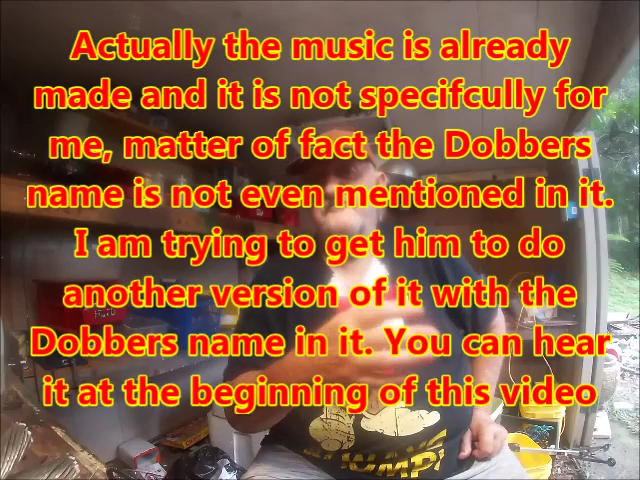 Actually the music is already
made and it is not specifcully for
me, matter of fact the Dobbers
name is not even mentioned in it.
I am trying to get him to do
another version of it with the
Dobbers name in it. You can hear
it at the beginning of this video